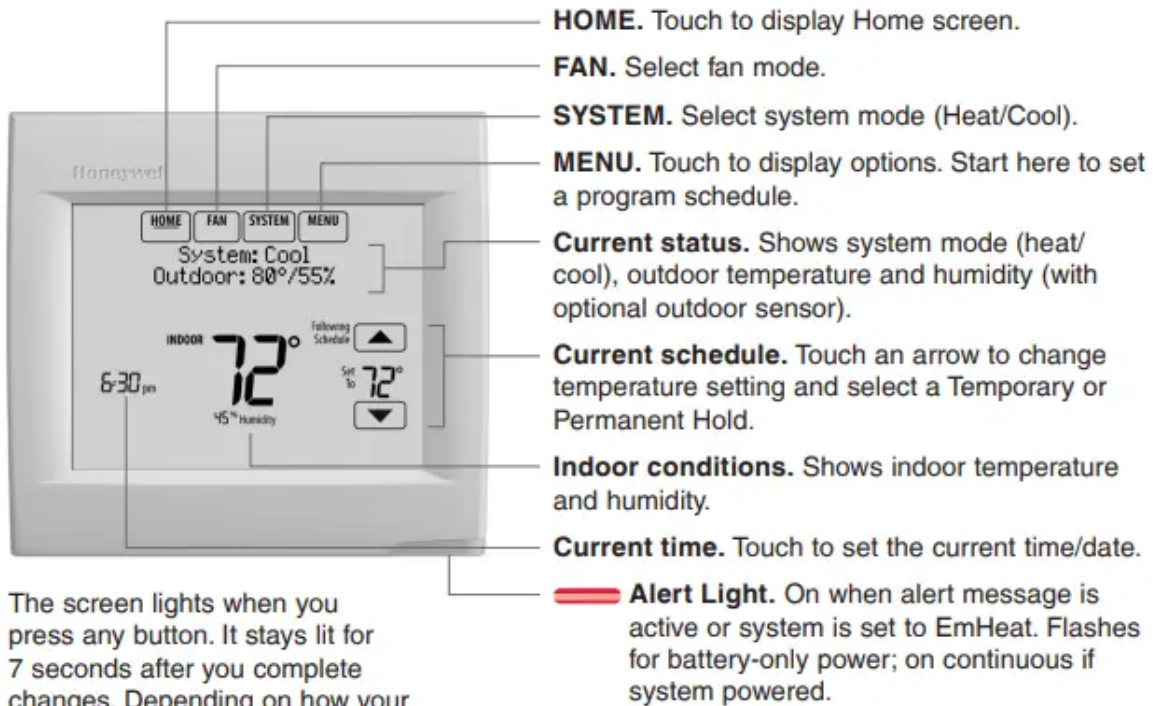 HOME. Touch to display Home screen.
FAN. Select fan mode.
SYSTEM. Select system mode (Heat/Cool).
MENU. Touch to display options. Start here to set
a program schedule.
Current status. Shows system mode (heat/
cool), outdoor temperature and humidity (with
optional outdoor sensor).
Current schedule. Touch an arrow to change
temperature setting and select a Temporary or
Permanent Hold.
Indoor conditions. Shows indoor temperature
and humidity.
Current time. Touch to set the current time/date.
Alert Light. On when alert message is
active or system is set to EmHeat. Flashes
for battery-only power; on continuous if
system powered.
Honeywell
HOME FAN SYSTEM MENU
System: Cool
Outdoor: 80°/55%
INDOOR 72°
Following
Schedule
Set
To 72°
6:30 pm
45% Humidity
The screen lights when you
press any button. It stays lit for
7 seconds after you complete
changes. Depending on how your